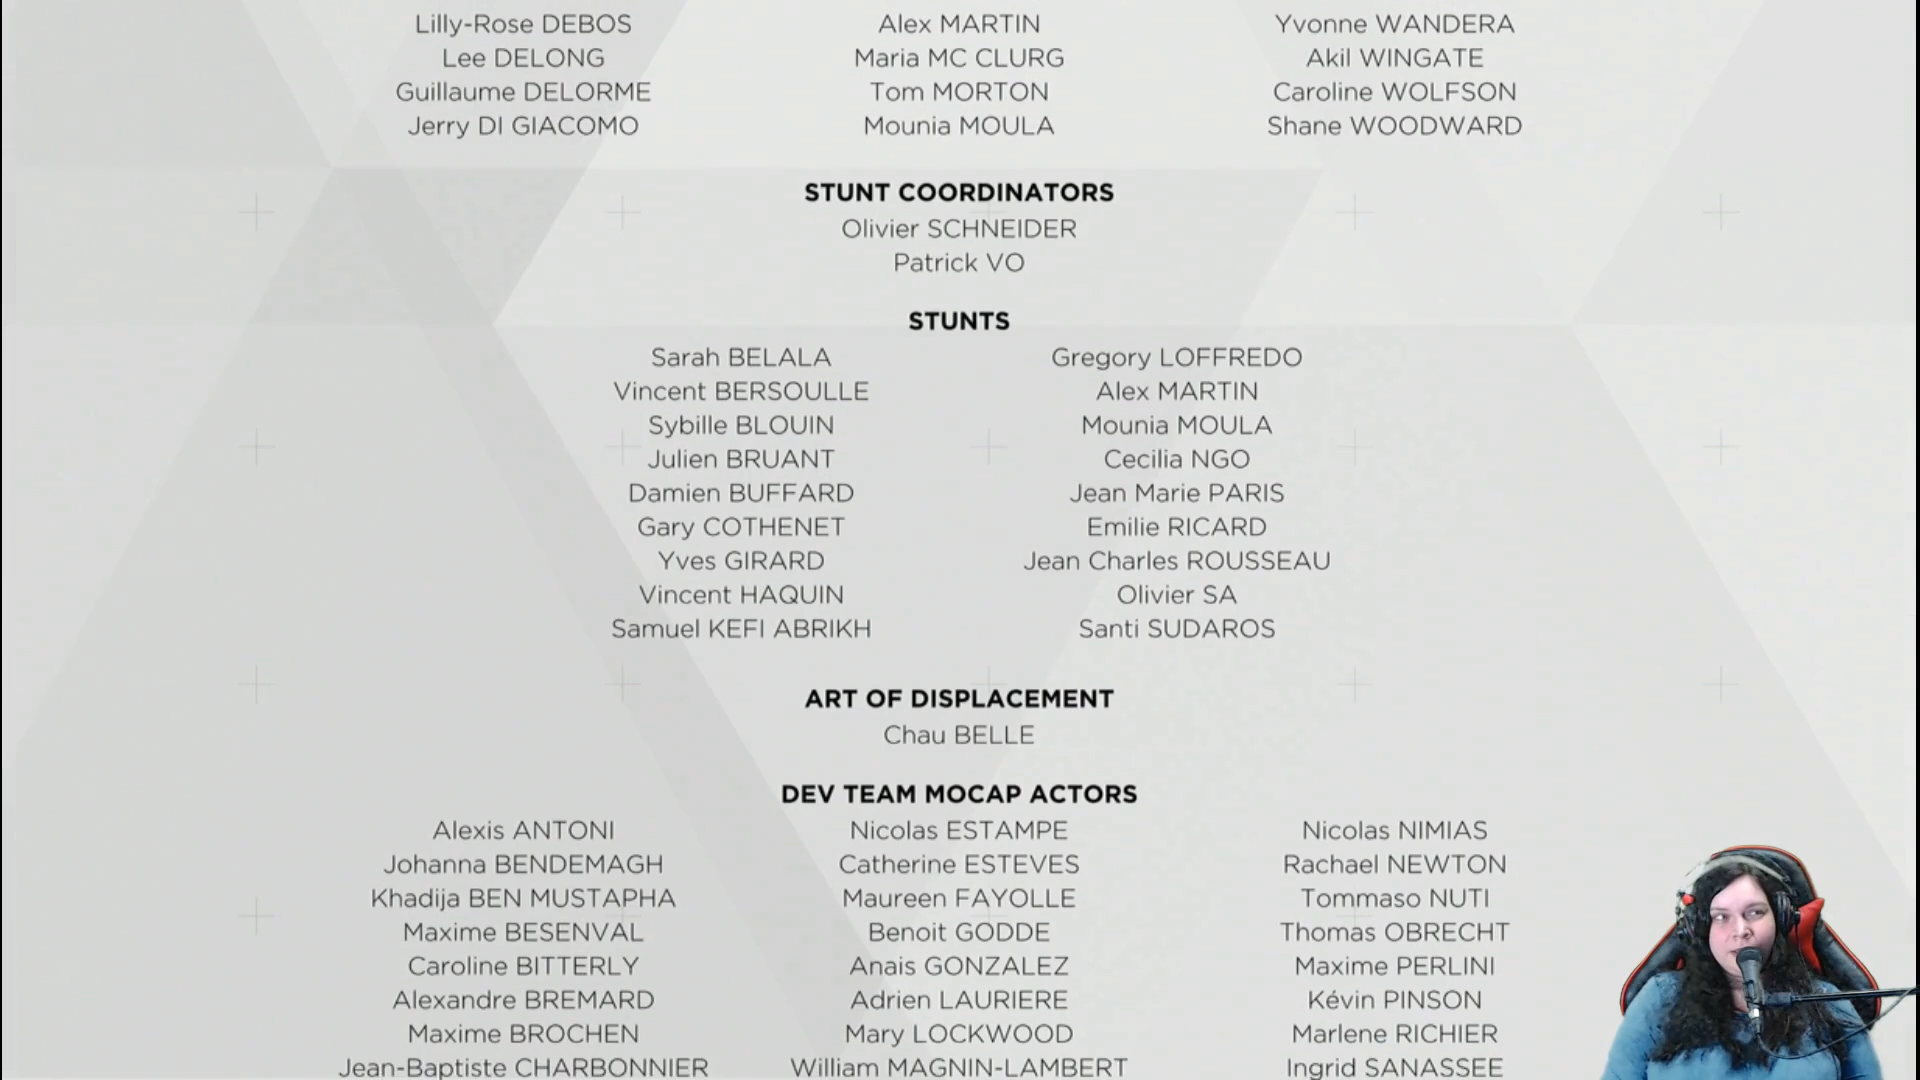 Lilly-Rose DEBOS
Lee DELONG
Guillaume DELORME
Jerry DI GIACOMO
Alex MARTIN
Maria MC CLURG
Tom MORTON
Mounia MOULA
Yvonne WANDERA
Akil WINGATE
Caroline WOLFSON
Shane WOODWARD
STUNT COORDINATORS
Olivier SCHNEIDER
Patrick VO
STUNTS
Sarah BELALA
Vincent BERSOULLE
Sybille BLOUIN
Julien BRUANT
Damien BUFFARD
Gary COTHENET
Yves GIRARD
Vincent HAQUIN
Samuel KEFI ABRIKH
Gregory LOFFREDO
Alex MARTIN
Mounia MOULA
Cecilia NGO
Jean Marie PARIS
Emilie RICARD
Jean Charles ROUSSEAU
Olivier SA
Santi SUDAROS
ART OF DISPLACEMENT
Chau BELLE
DEV TEAM MOCAP ACTORS
Alexis ANTONI
Johanna BENDEMAGH
Khadija BEN MUSTAPHA
Maxime BESENVAL
Caroline BITTERLY
Alexandre BREMARD
Maxime BROCHEN
Jean-Baptiste CHARBONNIER
Nicolas ESTAMPE
Catherine ESTEVES
Maureen FAYOLLE
Benoit GODDE
Anais GONZALEZ
Adrien LAURIERE
Mary LOCKWOOD
William MAGNIN-LAMBERT
Nicolas NIMIAS
Rachael NEWTON
Tommaso NUTI
Thomas OBRECHT
Maxime PERLINI
Kévin PINSON
Marlene RICHIER
Ingrid SANASSEE